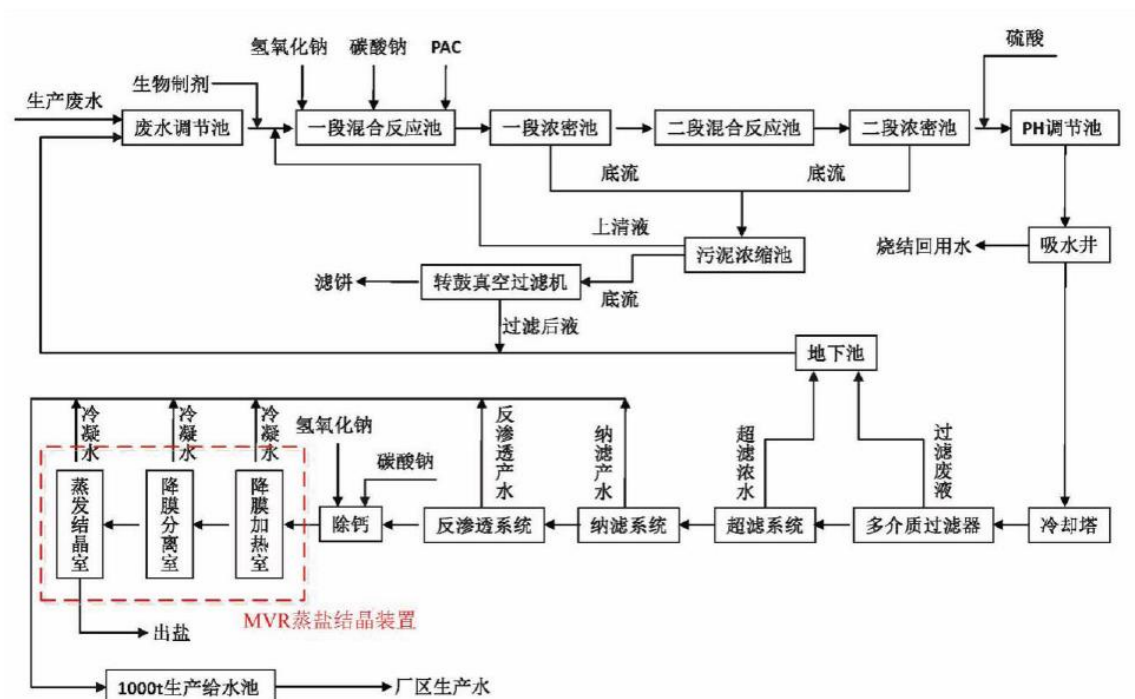 氢氧化钠
碳酸钠
PAC
硫酸
生物制剂
生产废水
废水调节池
一段混合反应池
一段浓密池
二段混合反应池
二段浓密池
PH调节池
底流
底流
上清液
污泥浓缩池
烧结回用水
吸水井
滤饼
转鼓真空过滤机
底流
过滤后液
地下池
冷凝水
冷凝水
冷凝水
氢氧化钠
反渗透产水
纳滤产水
超滤浓水
过滤废液
碳酸钠
蒸发结晶室
降膜分离室
降膜加热室
除钙
反渗透系统
纳滤系统
超滤系统
多介质过滤器
冷却塔
MVR蒸盐结晶装置
出盐
1000t生产给水池
厂区生产水